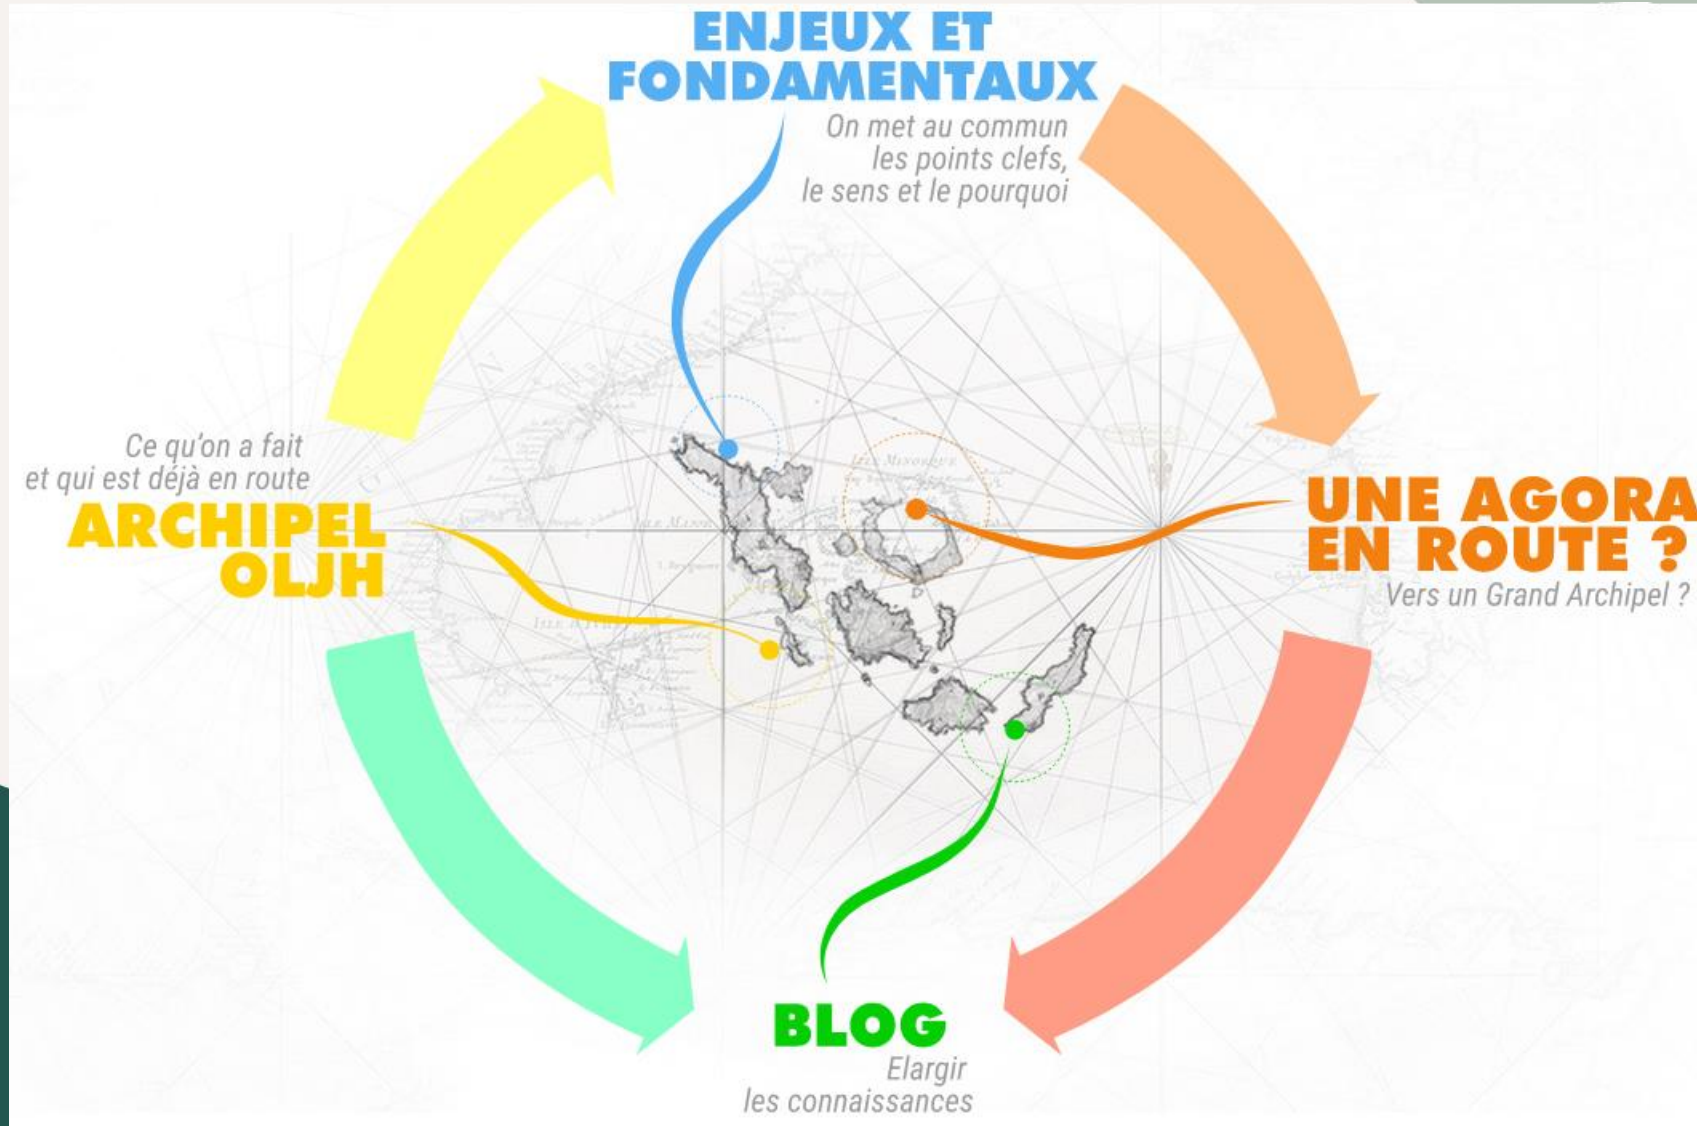 ENJEUX ET
FONDAMENTAUX
On met au commun
les points clefs,
le sens et le pourquoi
Ce qu'on a fait
et qui est déjà en route
ARCHIPEL
OLJH
UNE AGORA
EN ROUTE ?
Vers un Grand Archipel ?
ISLE MINORQUE
BLOG
Elargir
les connaissances